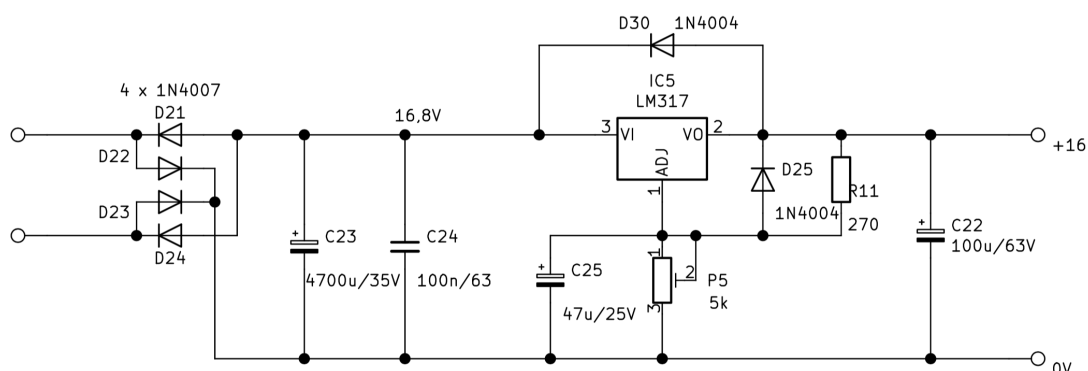 D30 1N4004
IC5
LM317
4 x 1N4007
D21
16,8V
3 VI VO 2
ADJ
1
+16
D22
D25
R11
D23
1N4004
270
C23
C24
C22
100u/63V
D24
4700u/35V
100n/63
C25
47u/25V
1
2
3
P5
5k
0V